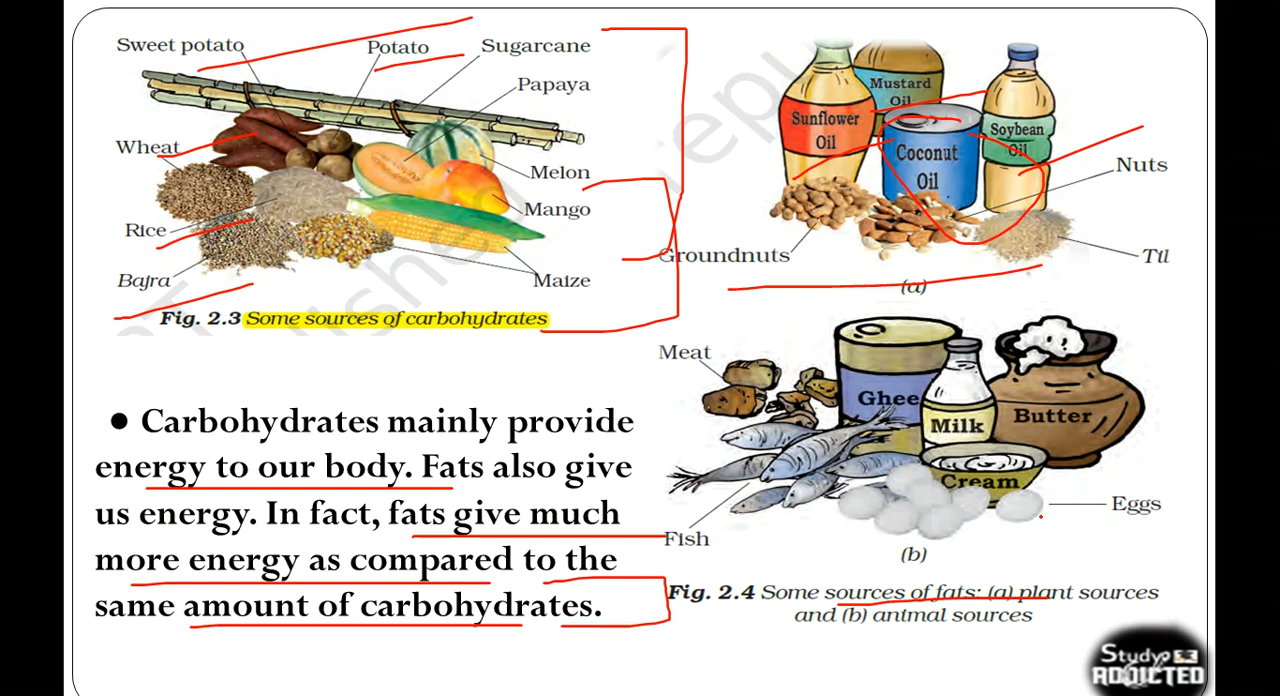 Sweet potato
Potato
Sugarcane
Papaya
Wheat
Melon
Mango
Rice
Bajra
Maize
Fig. 2.3 Some sources of carbohydrates
Mustard
Oil
Sunflower
Oil
Coconut
Oil
Soybean
Oil
Nuts
Groundnuts
Til
(a)
Meat
Ghee
Milk
Butter
Cream
Eggs
Fish
(b)
Fig. 2.4 Some sources of fats: (a) plant sources
and (b) animal sources
● Carbohydrates mainly provide
energy to our body. Fats also give
us energy. In fact, fats give much
more energy as compared to the
same amount of carbohydrates.
Study
ADDICTED